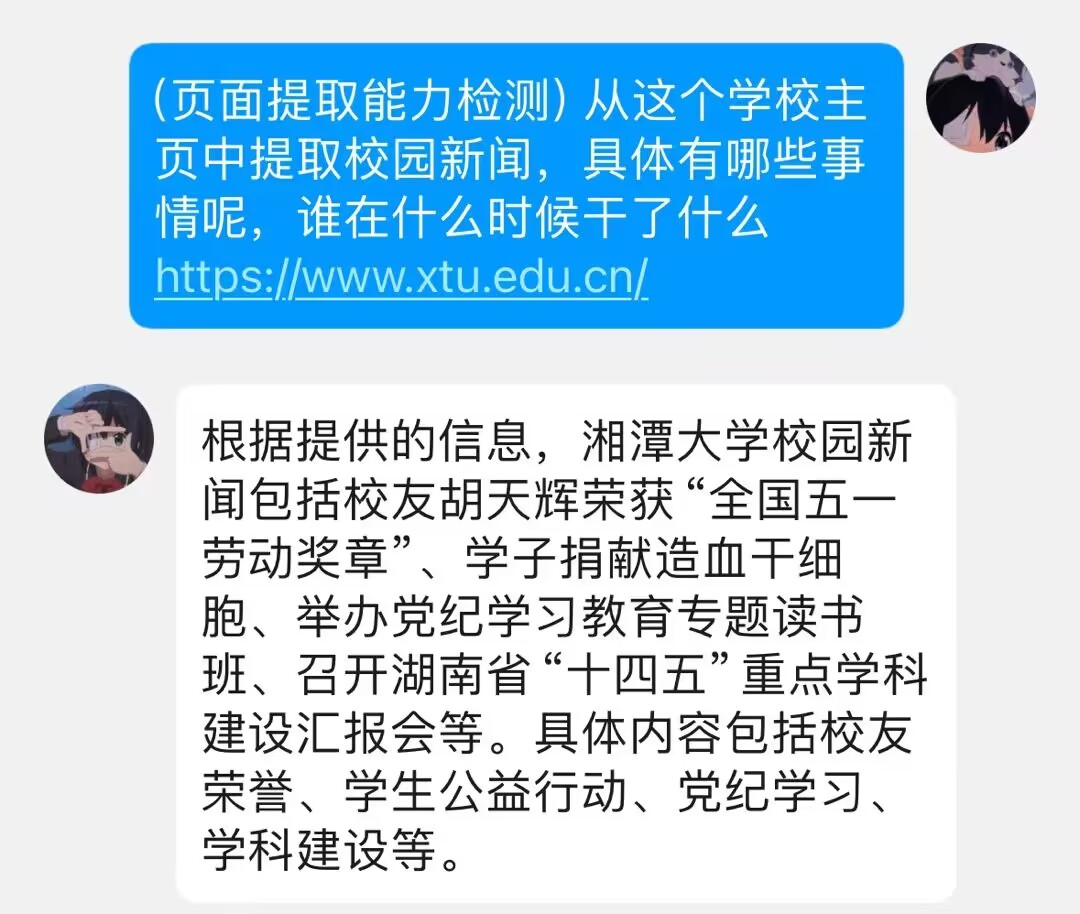 (页面提取能力检测) 从这个学校主
页中提取校园新闻，具体有哪些事
情呢，谁在什么时候干了什么
https://www.xtu.edu.cn/
根据提供的信息，湘潭大学校园新
闻包括校友胡天辉荣获“全国五一
劳动奖章”、学子捐献造血干细
胞、举办党纪学习教育专题读书
班、召开湖南省“十四五”重点学科
建设汇报会等。具体内容包括校友
荣誉、学生公益行动、党纪学习、
学科建设等。